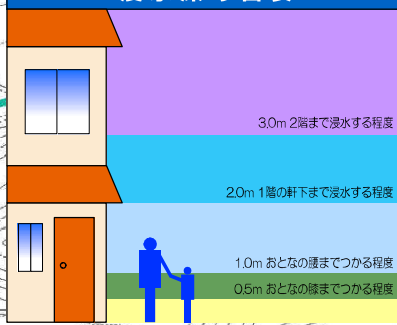 3.0m 2階まで浸水する程度
2.0m 1階の軒下まで浸水する程度
1.0m おとなの腰までつかる程度
0.5m おとなの膝までつかる程度